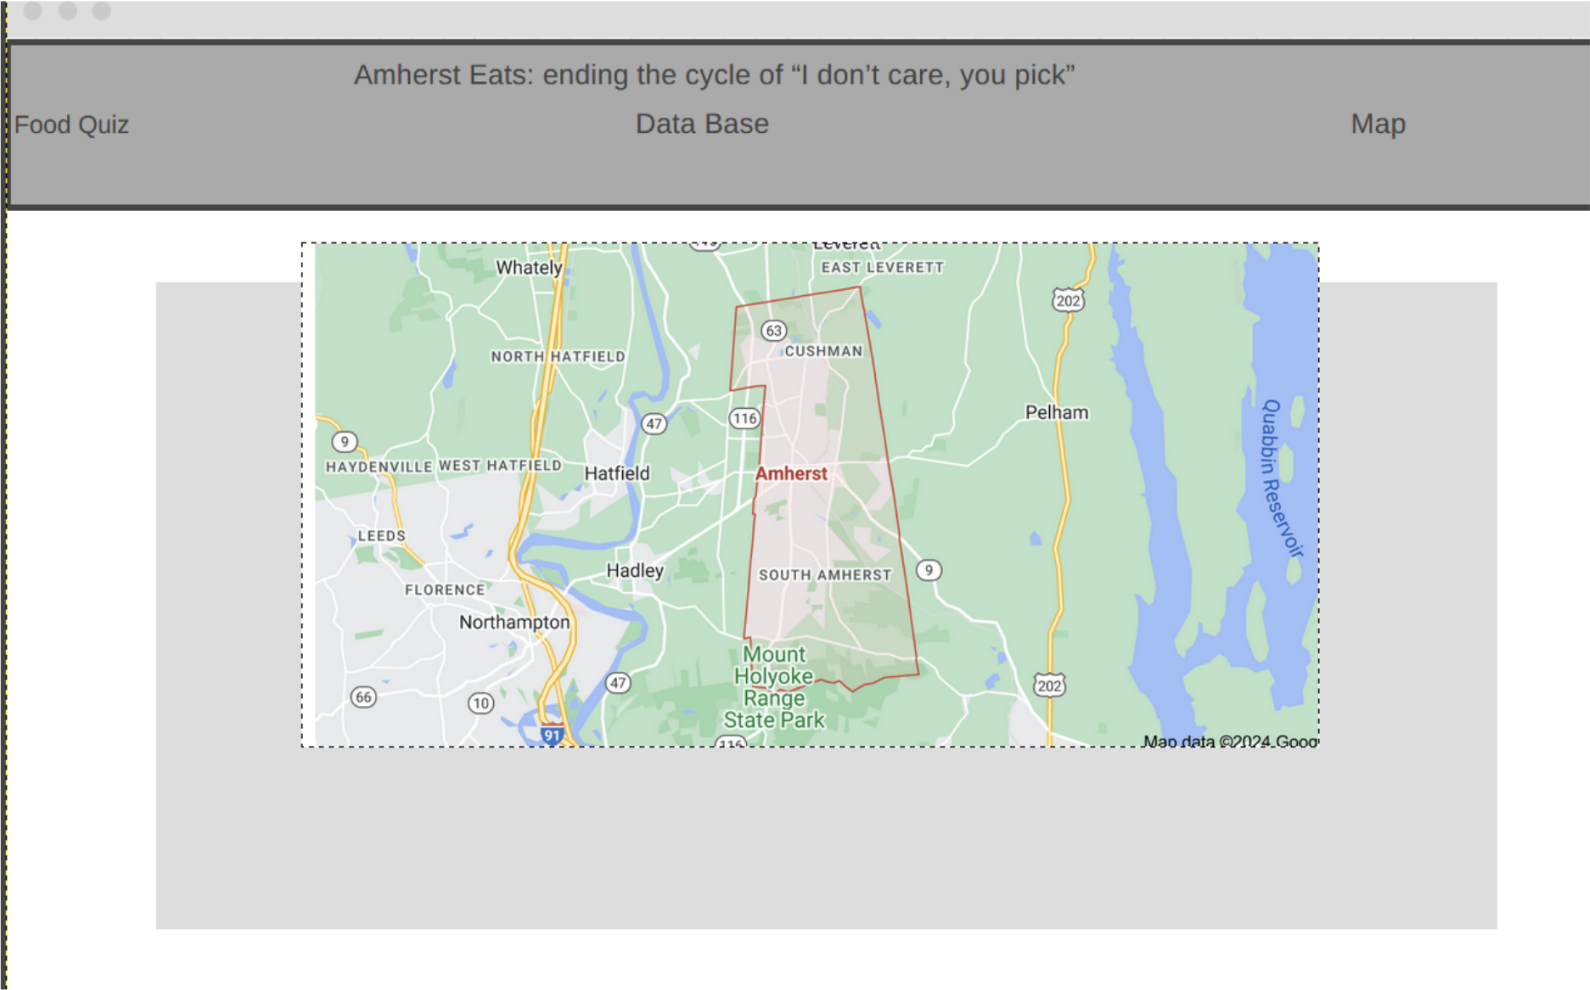 Amherst Eats: ending the cycle of “I don’t care, you pick”
Food Quiz
Data Base
Map
Leverett
EAST LEVERETT
Whately
202
63
CUSHMAN
NORTH HATFIELD
Pelham
47
116
9
HAYDENVILLE
WEST HATFIELD
Hatfield
Amherst
Quabbin Reservoir
LEEDS
Hadley
SOUTH AMHERST
9
FLORENCE
Northampton
Mount
Holyoke
Range
State Park
47
202
66
10
91
116
Map data ©2024 Goog